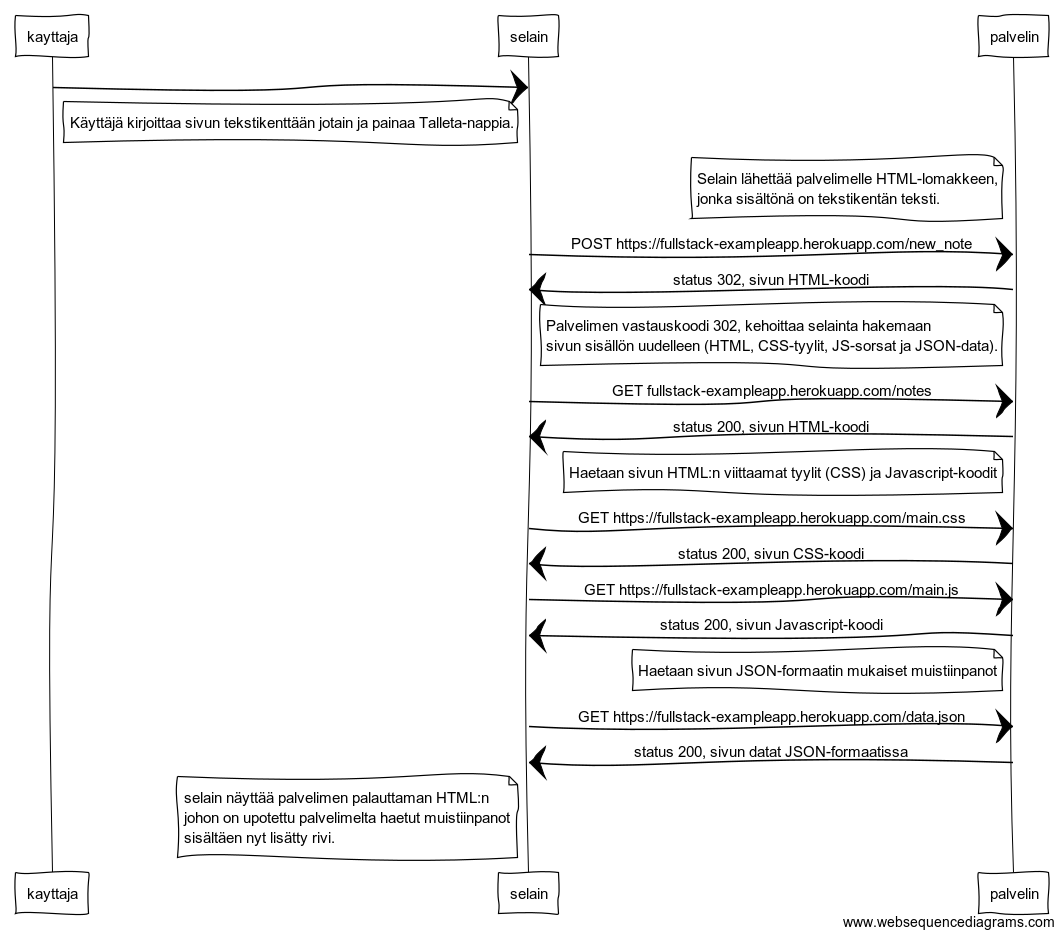 kayttaja
selain
palvelin
Käyttäjä kirjoittaa sivun tekstikenttään jotain ja painaa Talleta-nappia.
Selain lähettää palvelimelle HTML-lomakkeen,
jonka sisältönä on tekstikentän teksti.
POST https://fullstack-exampleapp.herokuapp.com/new_note
status 302, sivun HTML-koodi
Palvelimen vastauskoodi 302, kehoittaa selainta hakemaan
sivun sisällön uudelleen (HTML, CSS-tyylit, JS-sorsat ja JSON-data).
GET fullstack-exampleapp.herokuapp.com/notes
status 200, sivun HTML-koodi
Haetaan sivun HTML:n viittaamat tyylit (CSS) ja Javascript-koodit
GET https://fullstack-exampleapp.herokuapp.com/main.css
status 200, sivun CSS-koodi
GET https://fullstack-exampleapp.herokuapp.com/main.js
status 200, sivun Javascript-koodi
Haetaan sivun JSON-formaatin mukaiset muistiinpanot
GET https://fullstack-exampleapp.herokuapp.com/data.json
status 200, sivun datat JSON-formaatissa
selain näyttää palvelimen palauttaman HTML:n
johon on upotettu palvelimelta haetut muistiinpanot
sisältäen nyt lisätty rivi.
kayttaja
selain
palvelin
www.websequencediagrams.com